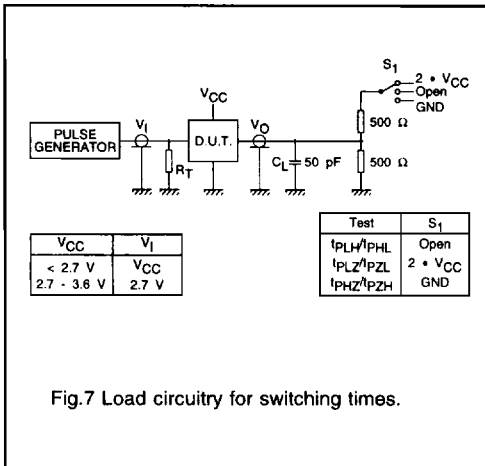 S1
2 • VCC
Open
GND
VCC
500 Ω
PULSE
GENERATOR
VI
D.U.T.
VO
RT
CL
50 pF
500 Ω
Test S1
tPLH/tPHL Open
tPLZ/tPZL 2 • VCC
tPHZ/tPZH GND
VCC VI
< 2.7 V VCC
2.7 - 3.6 V 2.7 V
Fig.7 Load circuitry for switching times.